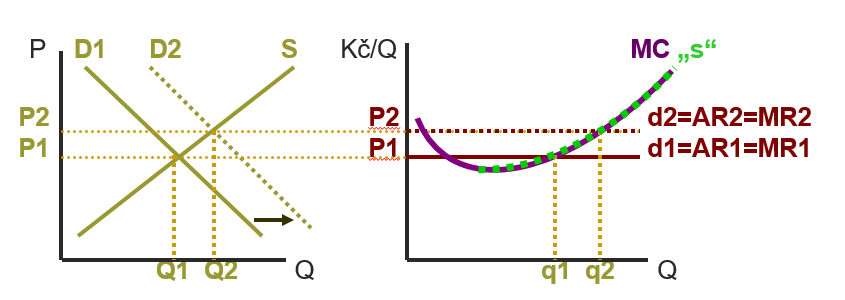 P D1 D2 S Kč/Q MC „s“
P2 P2 d2=AR2=MR2
P1 P1 d1=AR1=MR1
Q1 Q2 Q q1 q2 Q